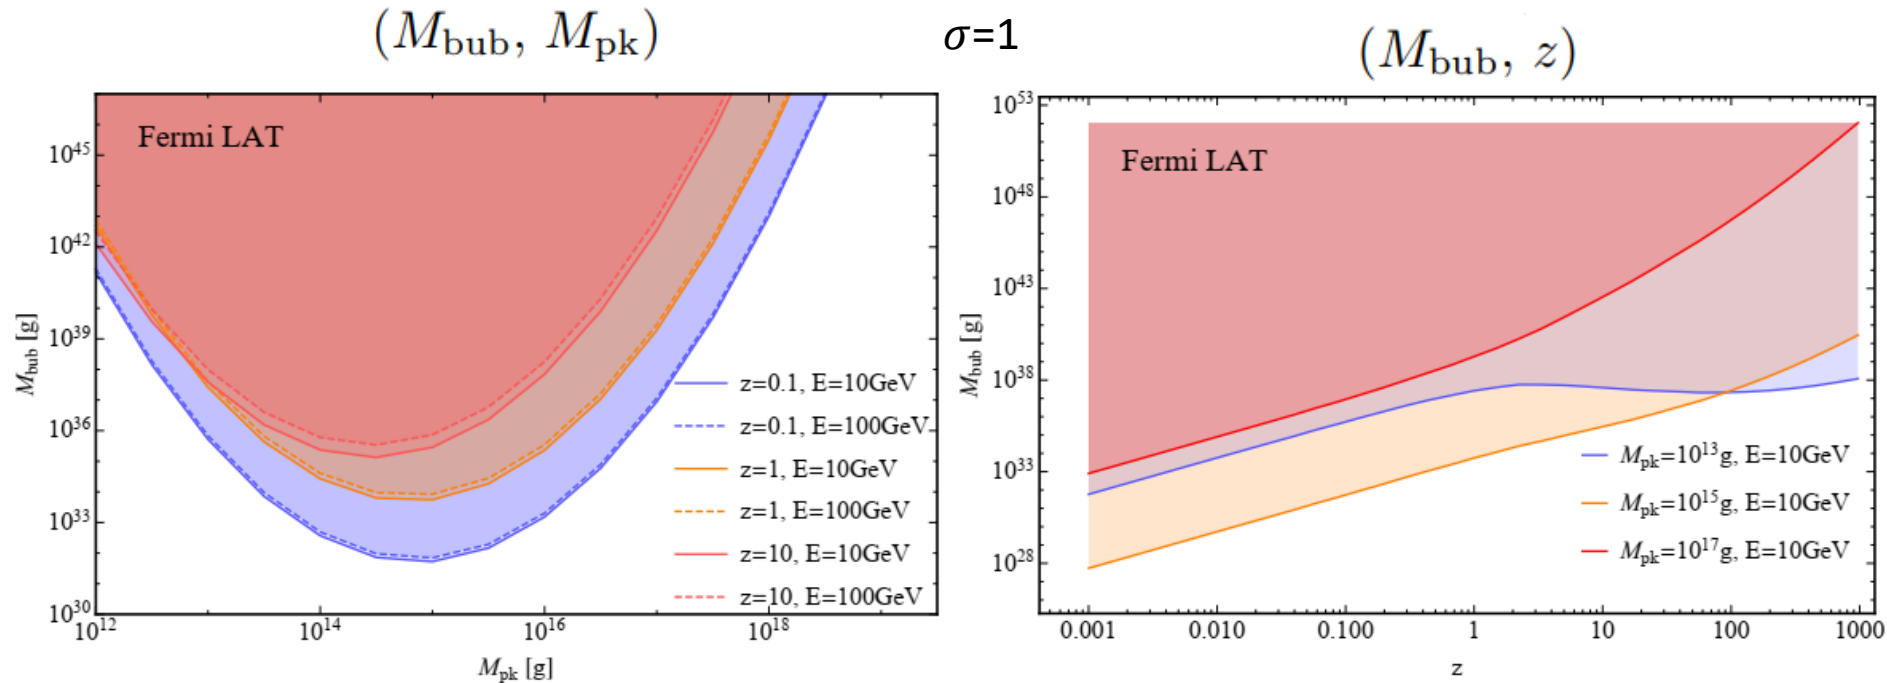 (M_bub, M_pk)
σ=1
(M_bub, z)
Fermi LAT
10^45
10^42
10^39
10^36
10^33
10^30
M_bub [g]
z=0.1, E=10GeV
z=0.1, E=100GeV
z=1, E=10GeV
z=1, E=100GeV
z=10, E=10GeV
z=10, E=100GeV
10^12
10^14
10^16
10^18
M_pk [g]
10^53
10^48
10^43
10^38
10^33
10^28
M_bub [g]
Fermi LAT
M_pk=10^13g, E=10GeV
M_pk=10^15g, E=10GeV
M_pk=10^17g, E=10GeV
0.001
0.010
0.100
1
10
100
1000
z